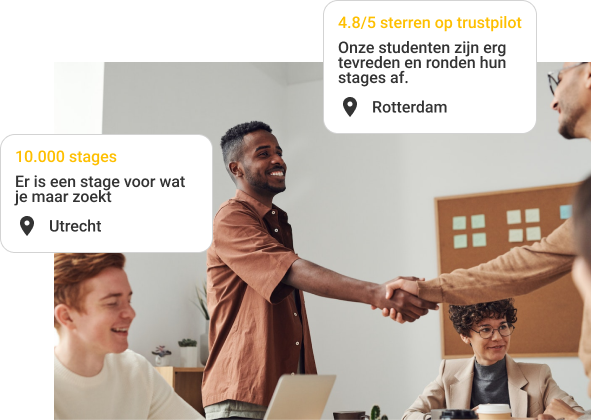 4.8/5 sterren op trustpilot
Onze studenten zijn erg
tevreden en ronden hun
stages af.
Rotterdam
10.000 stages
Er is een stage voor wat
je maar zoekt
Utrecht